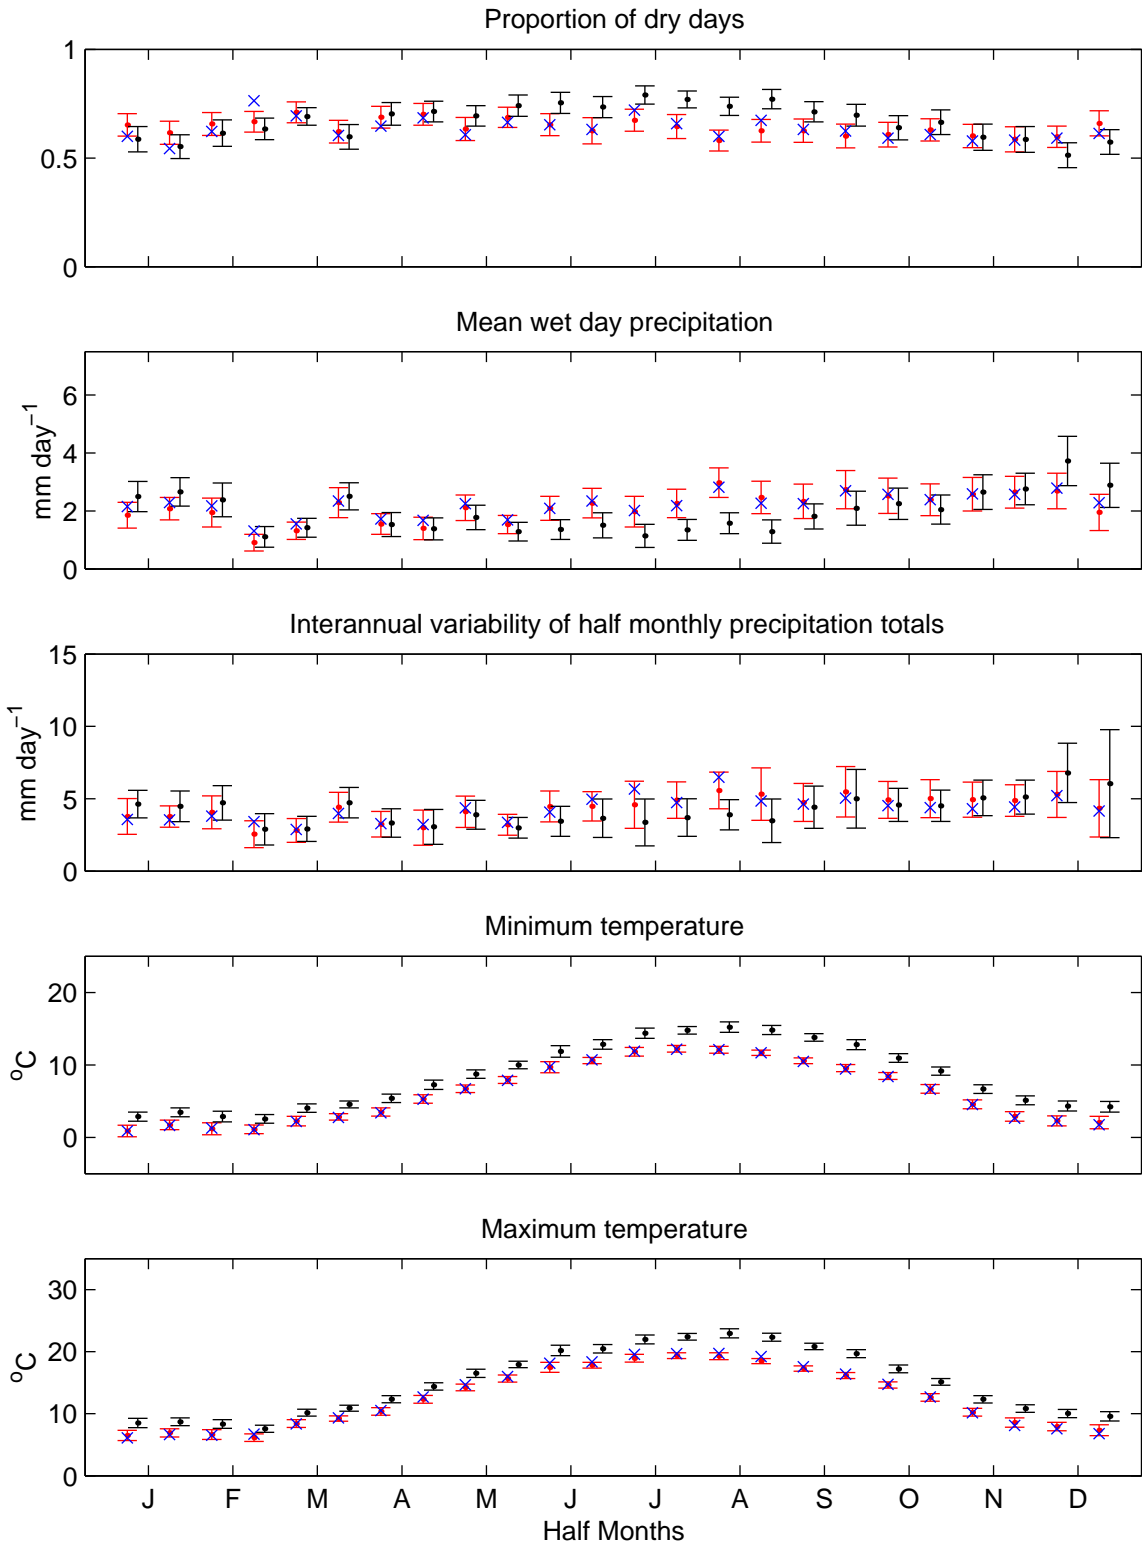 Proportion of dry days
1
0.5
0
Mean wet day precipitation
6
4
2
0
mm day⁻¹
Interannual variability of half monthly precipitation totals
15
10
5
0
mm day⁻¹
Minimum temperature
20
10
0
ºC
Maximum temperature
30
20
10
0
ºC
J F M A M J J A S O N D
Half Months